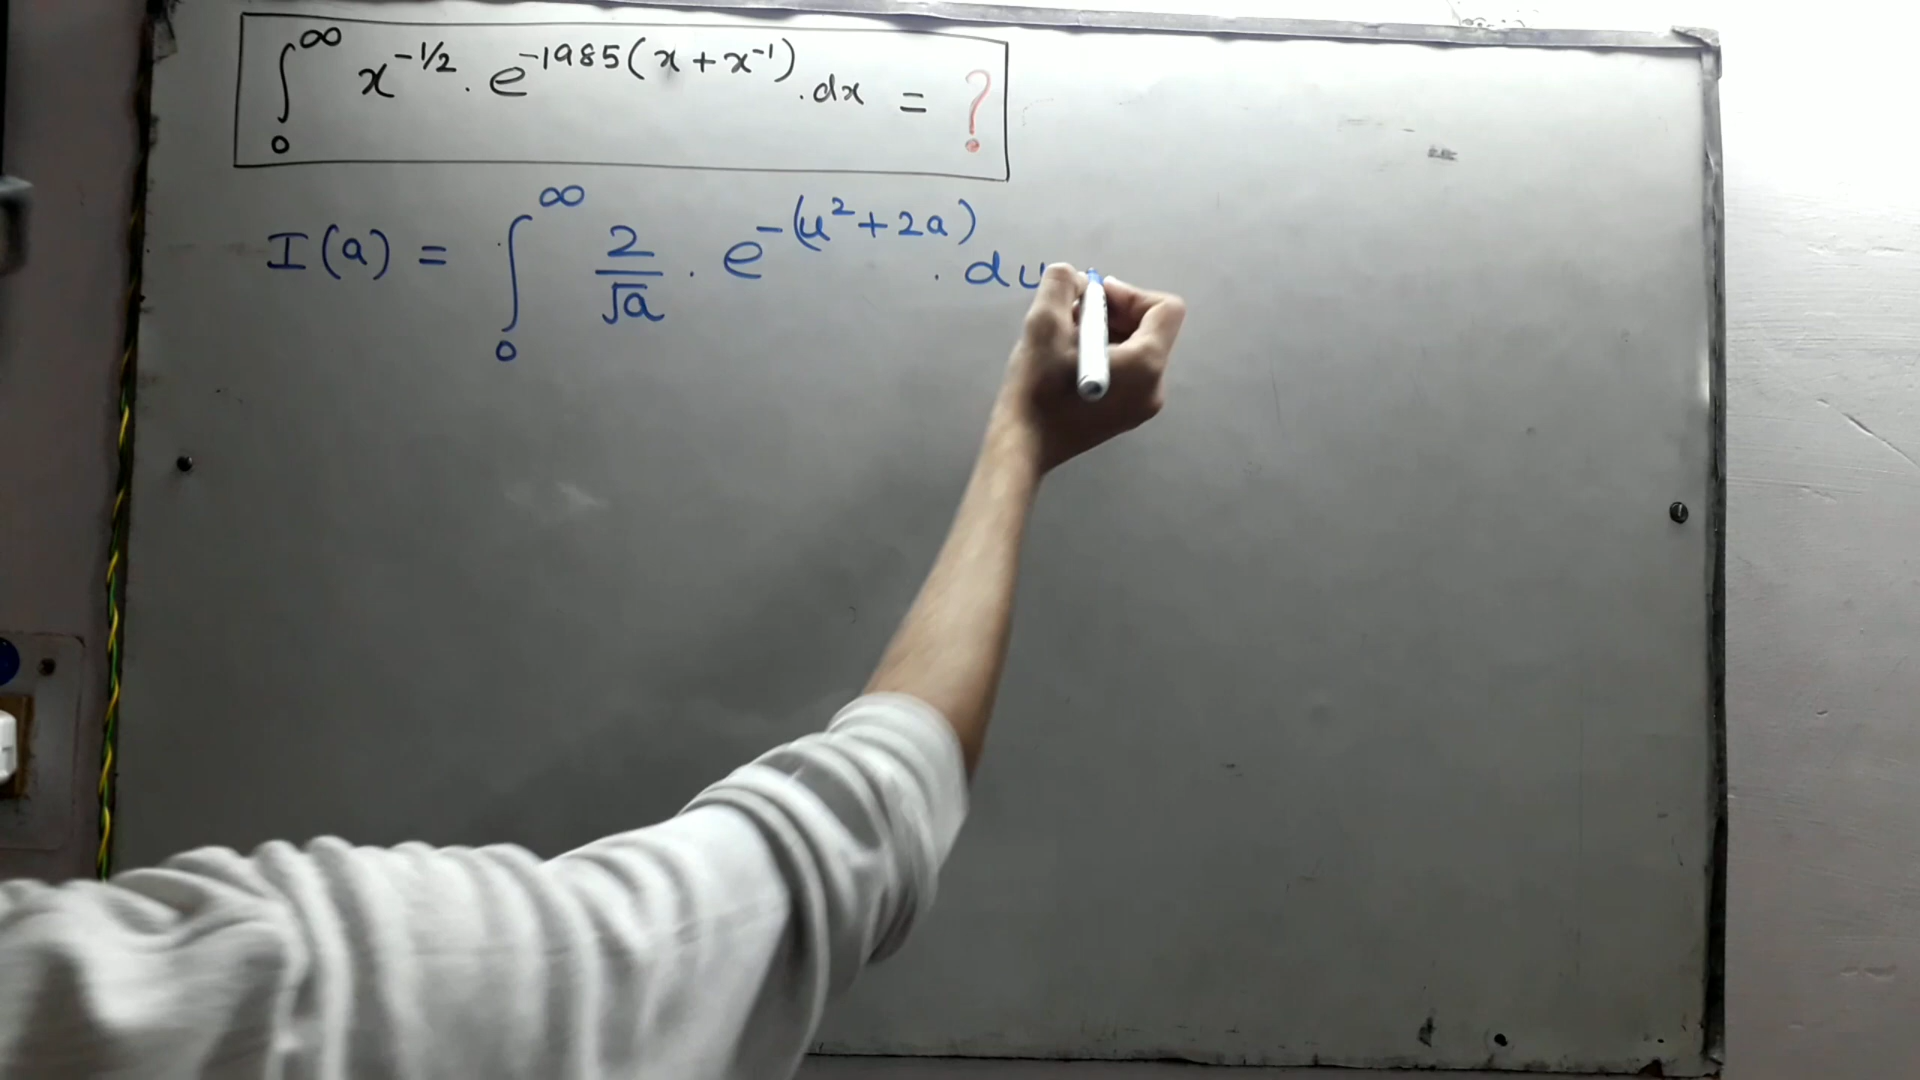 ∫₀^∞ x^{-1/2} . e^{-1985(x+x^{-1})} . dx = ?
I(a) = ∫₀^∞ 2/√a . e^{-(u²+2a)} . du